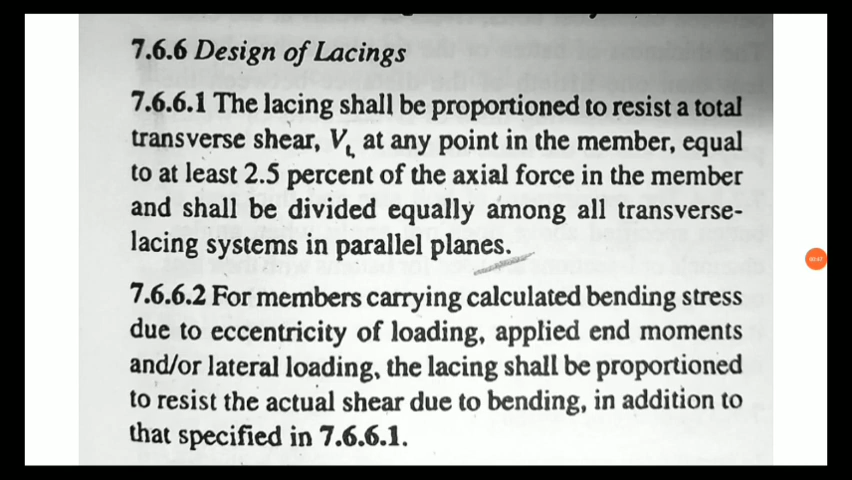 7.6.6 Design of Lacings
7.6.6.1 The lacing shall be proportioned to resist a total
transverse shear, Vt, at any point in the member, equal
to at least 2.5 percent of the axial force in the member
and shall be divided equally among all transverse-
lacing systems in parallel planes.
7.6.6.2 For members carrying calculated bending stress
due to eccentricity of loading, applied end moments
and/or lateral loading, the lacing shall be proportioned
to resist the actual shear due to bending, in addition to
that specified in 7.6.6.1.